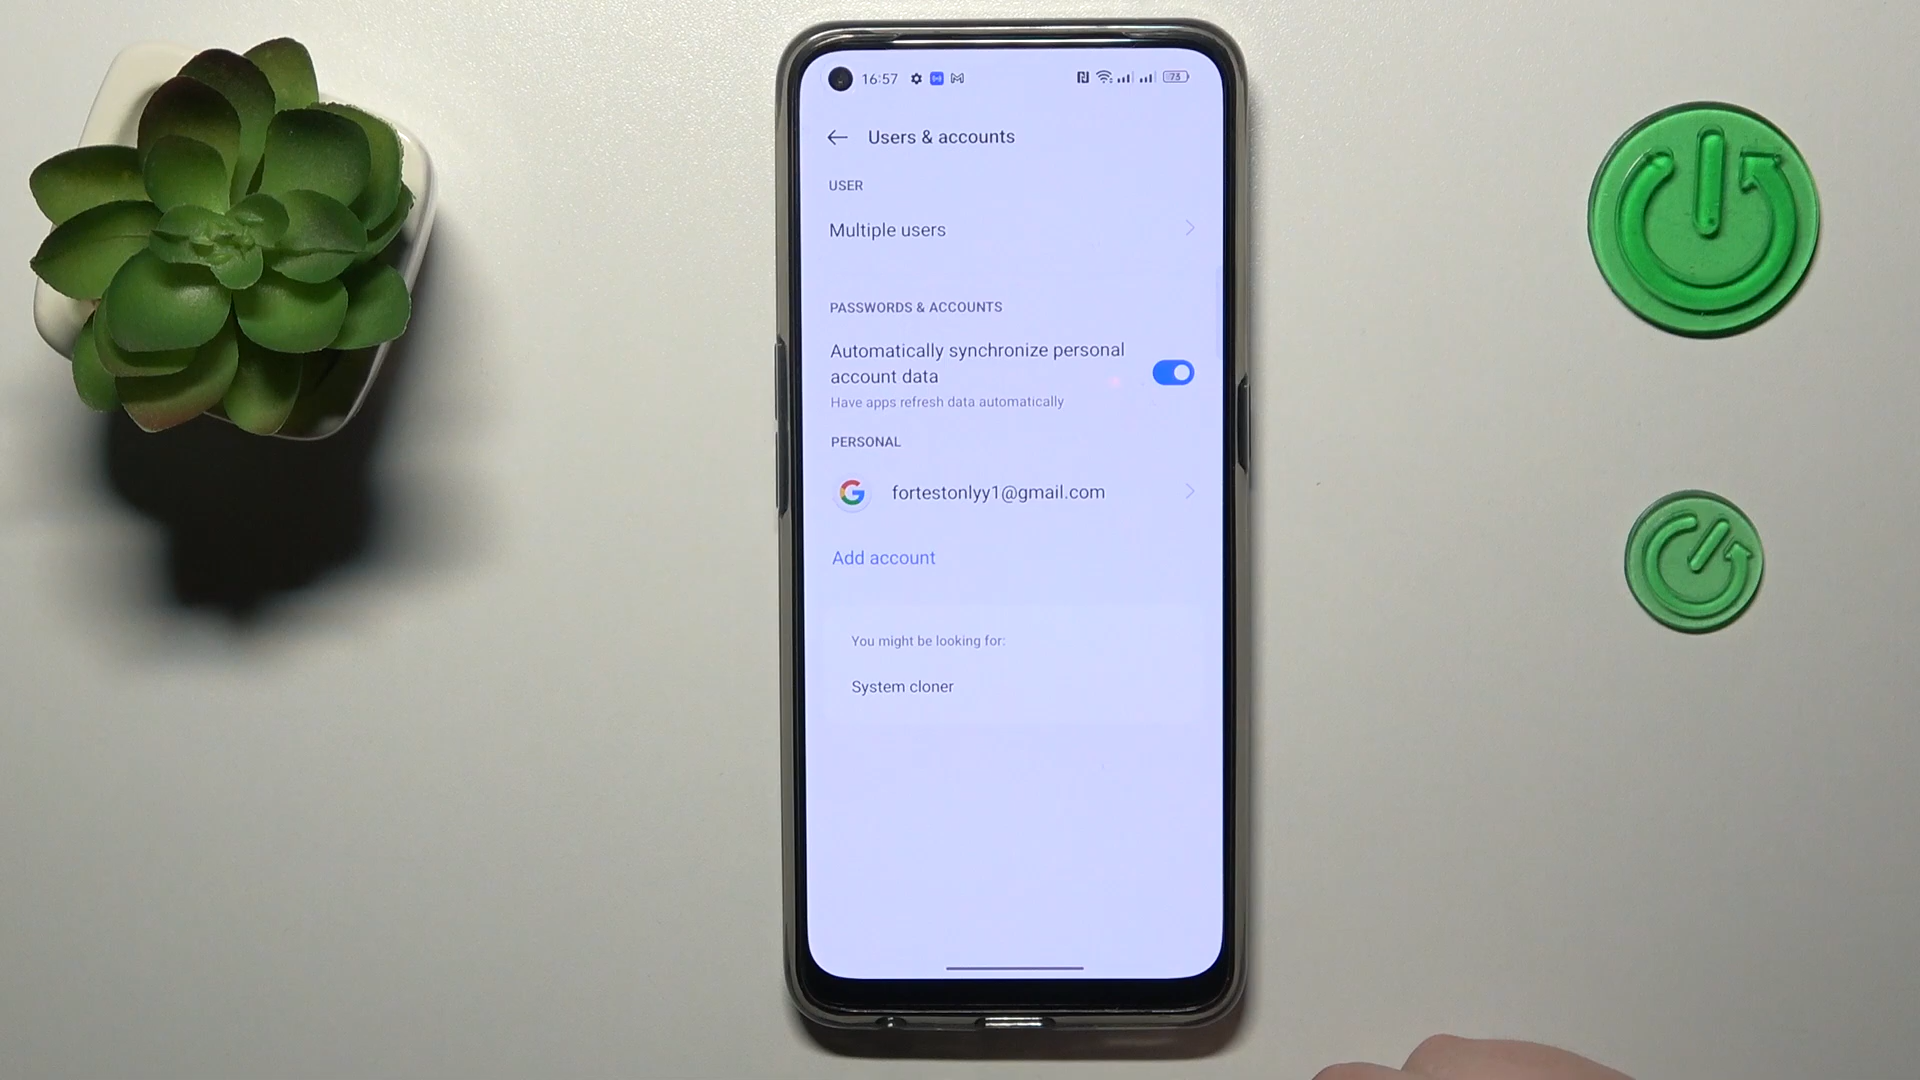 16:57
73
Users & accounts
USER
Multiple users
PASSWORDS & ACCOUNTS
Automatically synchronize personal
account data
Have apps refresh data automatically
PERSONAL
fortestonlyy1@gmail.com
Add account
You might be looking for:
System cloner